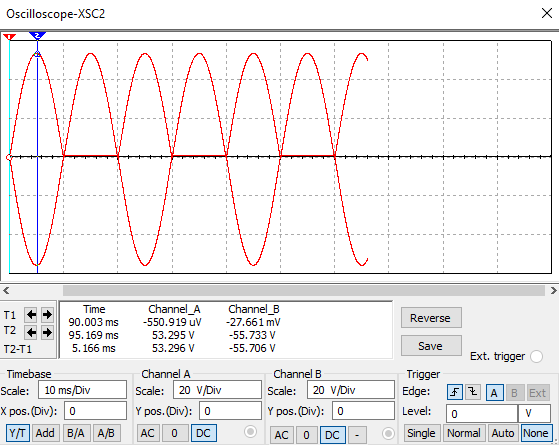 Oscilloscope-XSC2
1 2
T1
T2
T2-T1
Time Channel_A Channel_B
90.003 ms -550.919 uV -27.661 mV
95.169 ms 53.295 V -55.733 V
5.166 ms 53.296 V -55.706 V
Reverse
Save
Ext. trigger
Timebase
Scale: 10 ms/Div
X pos.(Div): 0
Y/T Add B/A A/B
Channel A
Scale: 20 V/Div
Y pos.(Div): 0
AC 0 DC
Channel B
Scale: 20 V/Div
Y pos.(Div): 0
AC 0 DC -
Trigger
Edge: A B Ext
Level: 0 V
Single Normal Auto None